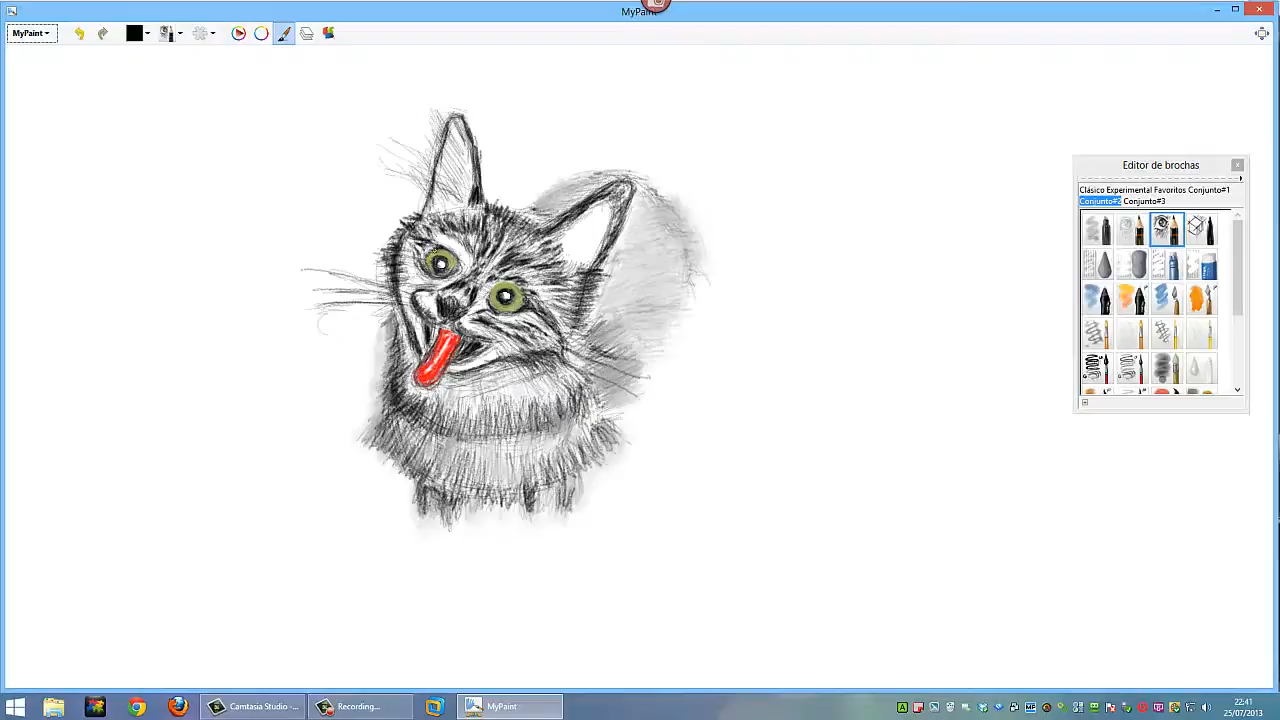 MyPaint
MyPaint
Editor de brochas
Clásico Experimental Favoritos Conjunto#1
Conjunto#2 Conjunto#3
Camtasia Studio -...
Recording...
MyPaint
22:41
25/07/2013